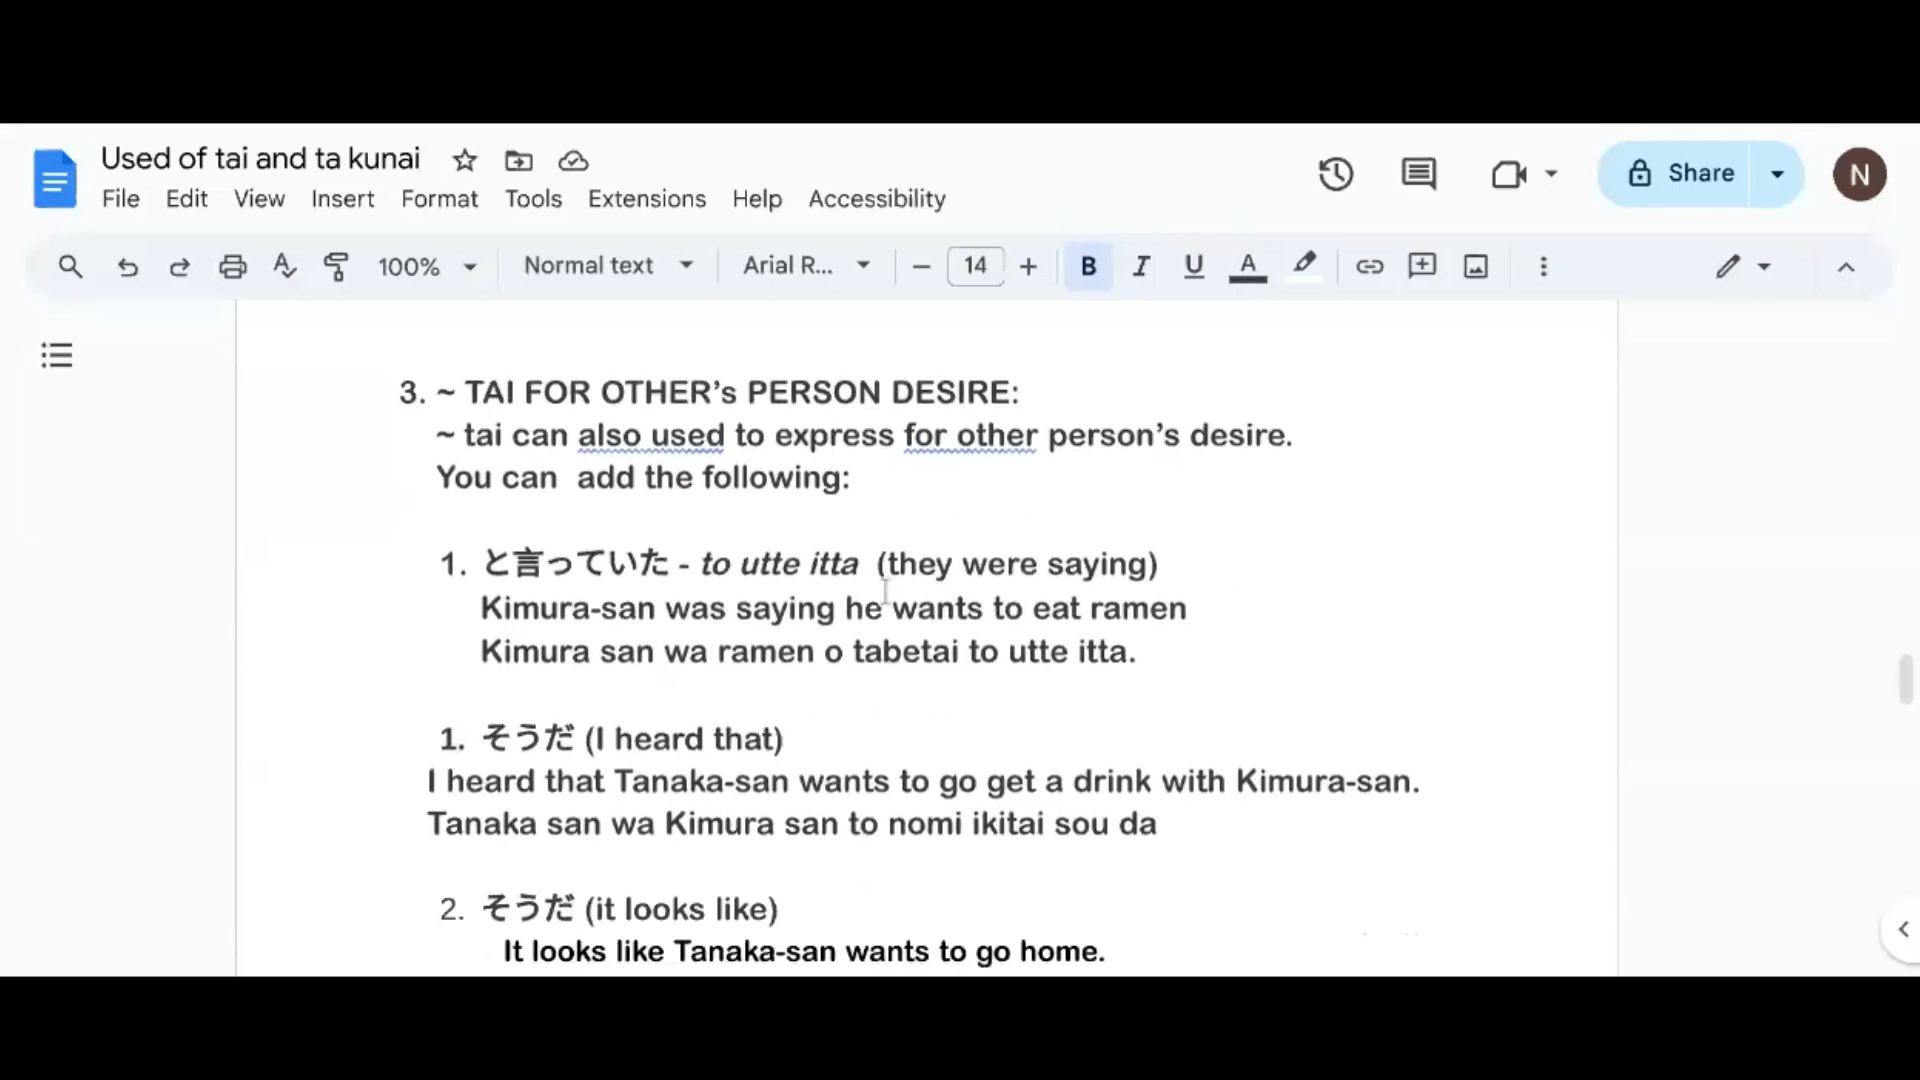 Used of tai and ta kunai
File Edit View Insert Format Tools Extensions Help Accessibility
Share
N
100%
Normal text
Arial R...
14
B I U A
3. ~ TAI FOR OTHER’s PERSON DESIRE:
~ tai can also used to express for other person’s desire.
You can add the following:
1. と言っていた - to utte itta (they were saying)
Kimura-san was saying he wants to eat ramen
Kimura san wa ramen o tabetai to utte itta.
1. そうだ (I heard that)
I heard that Tanaka-san wants to go get a drink with Kimura-san.
Tanaka san wa Kimura san to nomi ikitai sou da
2. そうだ (it looks like)
It looks like Tanaka-san wants to go home.